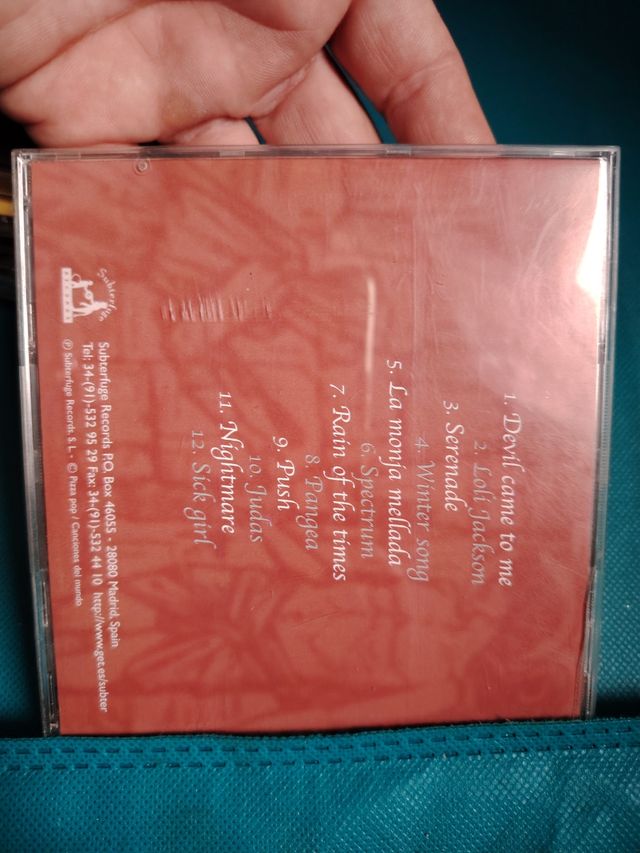 1. Devil came to me
2. Loli Jackson
3. Serenade
4. Winter song
5. La monja mellada
6. Spectrum
7. Rain of the times
8. Pangea
9. Push
10. Judas
11. Nightmare
12. Sick girl
Subterfuge
RECORDS
Subterfuge Records P.O. Box 46055 - 28080 Madrid, Spain
Tel: 34-(91)-532 95 29 Fax: 34-(91)-532 44 10 http://www.get.es/subter
℗ Subterfuge Records S.L. - © Pizza pop / Canciones del mundo